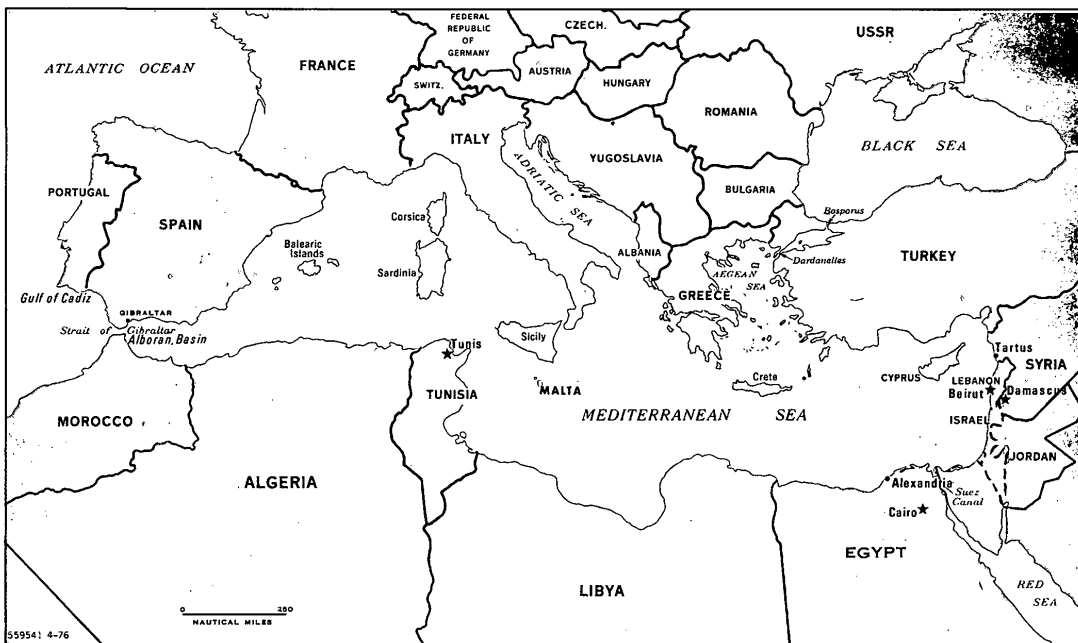 FEDERAL
REPUBLIC
OF
GERMANY
CZECH.
USSR
ATLANTIC OCEAN
FRANCE
SWITZ.
AUSTRIA
HUNGARY
ROMANIA
ITALY
YUGOSLAVIA
BLACK SEA
ADRIATIC SEA
PORTUGAL
SPAIN
Corsica
BULGARIA
Bosporus
Balearic
Islands
Sardinia
ALBANIA
Dardanelles
TURKEY
AEGEAN
SEA
GREECE
Gulf of Cadiz
GIBRALTAR
Strait of Gibraltar
Alboran Basin
Sicily
Tunis
Tartus
SYRIA
Crete
CYPRUS
LEBANON
Beirut
Damascus
TUNISIA
MALTA
MOROCCO
MEDITERRANEAN SEA
ISRAEL
JORDAN
ALGERIA
Alexandria
Suez
Canal
Cairo
EGYPT
LIBYA
RED
SEA
0 250
NAUTICAL MILES
559541 4-76